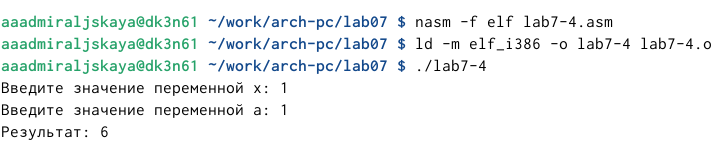 aaadmiraljskaya@dk3n61 ~/work/arch-pc/lab07 $ nasm -f elf lab7-4.asm
aaadmiraljskaya@dk3n61 ~/work/arch-pc/lab07 $ ld -m elf_i386 -o lab7-4 lab7-4.o
aaadmiraljskaya@dk3n61 ~/work/arch-pc/lab07 $ ./lab7-4
Введите значение переменной x: 1
Введите значение переменной a: 1
Результат: 6